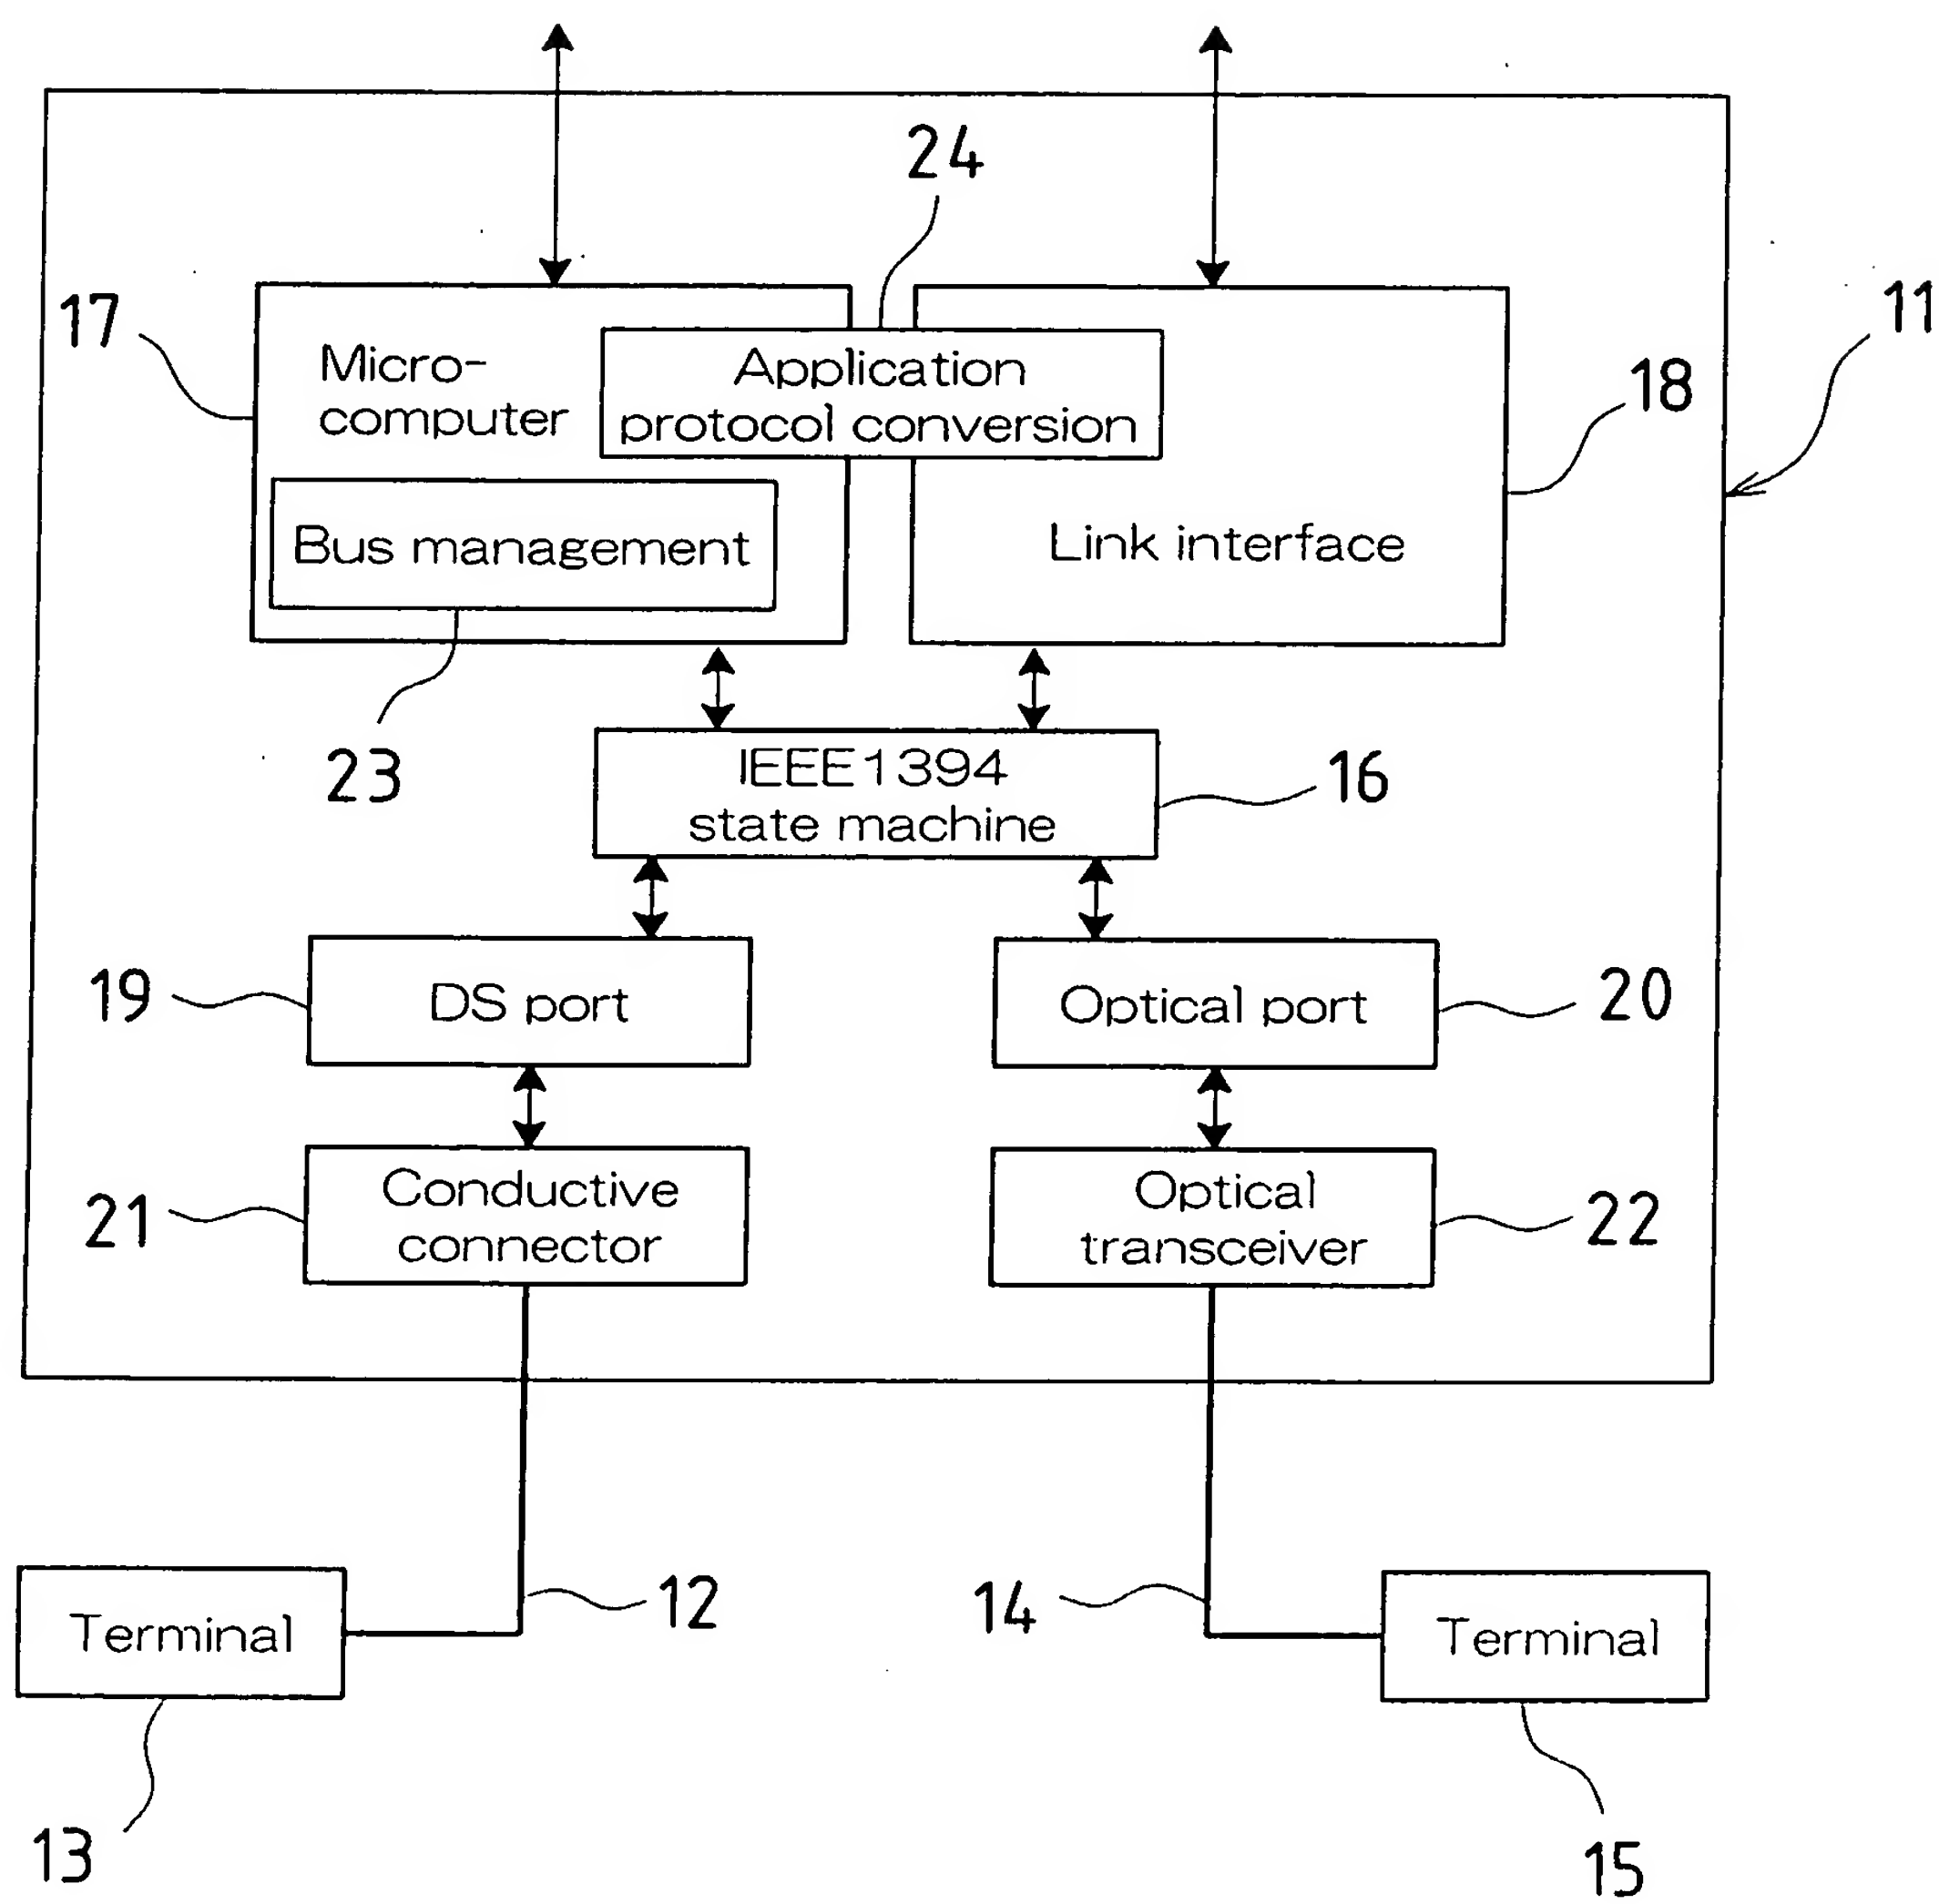 24
17
11
Micro-
computer
Application
protocol conversion
18
Bus management
Link interface
23
IEEE1394
state machine
16
19
DS port
Optical port
20
21
Conductive
connector
Optical
transceiver
22
Terminal
12
14
Terminal
13
15